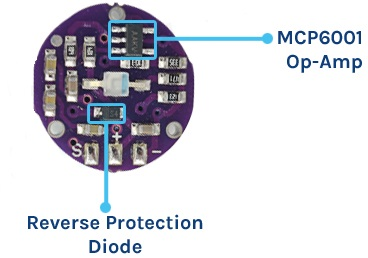 MCP6001
Op-Amp
S
+
-
Reverse Protection
Diode